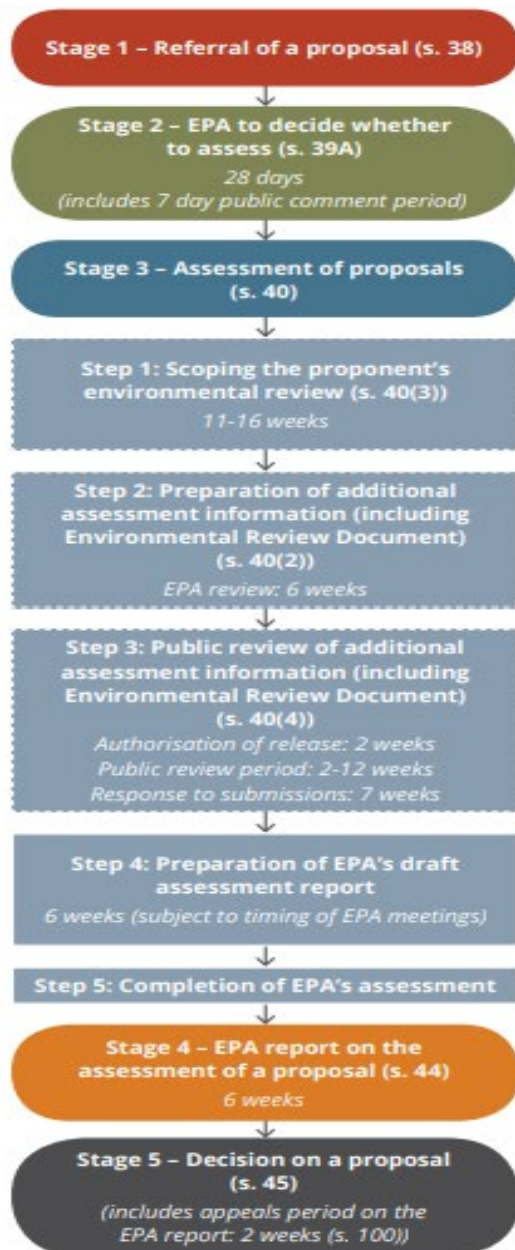 Stage 1 – Referral of a proposal (s. 38)
Stage 2 – EPA to decide whether
to assess (s. 39A)
28 days
(includes 7 day public comment period)
Stage 3 – Assessment of proposals
(s. 40)
Step 1: Scoping the proponent's
environmental review (s. 40(3))
11-16 weeks
Step 2: Preparation of additional
assessment information (including
Environmental Review Document)
(s. 40(2))
EPA review: 6 weeks
Step 3: Public review of additional
assessment information (including
Environmental Review Document)
(s. 40(4))
Authorisation of release: 2 weeks
Public review period: 2-12 weeks
Response to submissions: 7 weeks
Step 4: Preparation of EPA's draft
assessment report
6 weeks (subject to timing of EPA meetings)
Step 5: Completion of EPA's assessment
Stage 4 – EPA report on the
assessment of a proposal (s. 44)
6 weeks
Stage 5 – Decision on a proposal
(s. 45)
(includes appeals period on the
EPA report: 2 weeks (s. 100))